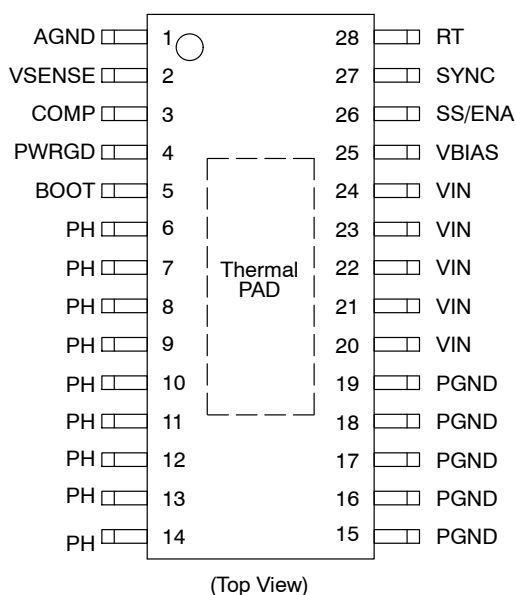 AGND 1 28 RT
VSENSE 2 27 SYNC
COMP 3 26 SS/ENA
PWRGD 4 25 VBIAS
BOOT 5 24 VIN
PH 6 23 VIN
PH 7 22 VIN
Thermal
PAD
PH 8 21 VIN
PH 9 20 VIN
PH 10 19 PGND
PH 11 18 PGND
PH 12 17 PGND
PH 13 16 PGND
PH 14 15 PGND
(Top View)